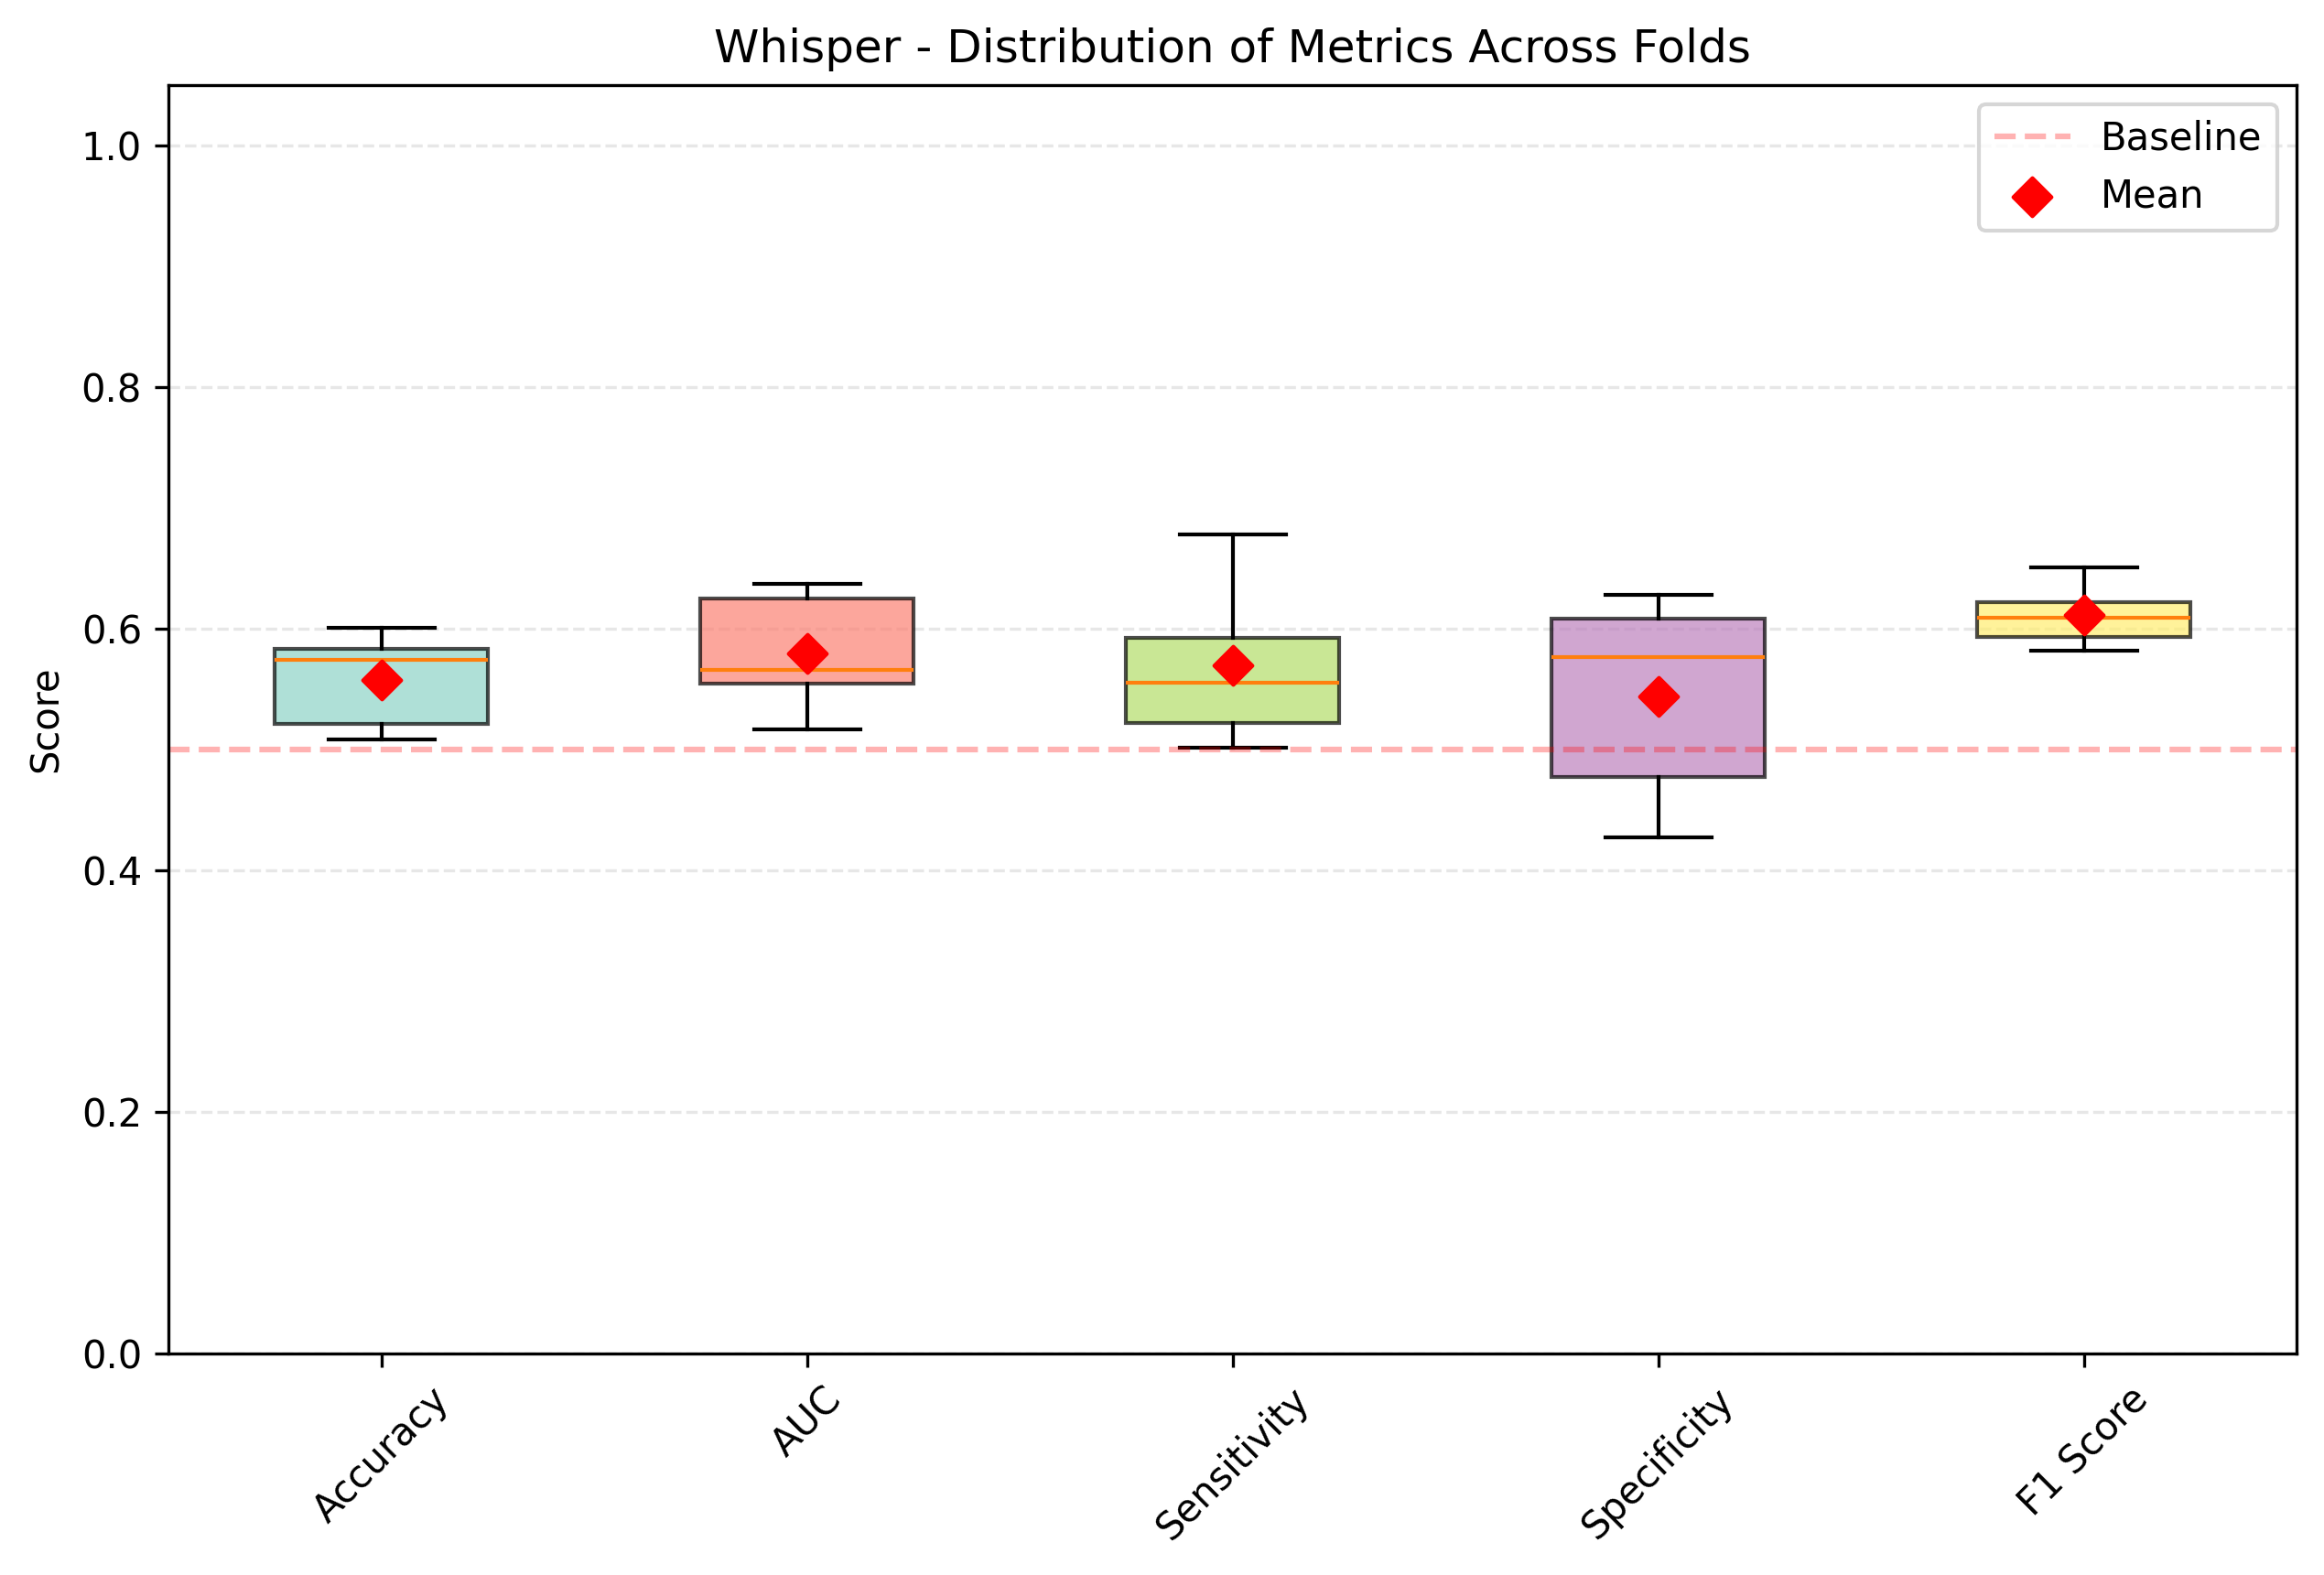 Whisper - Distribution of Metrics Across Folds
Baseline
Mean
1.0
0.8
0.6
0.4
0.2
0.0
Score
Accuracy
AUC
Sensitivity
Specificity
F1 Score